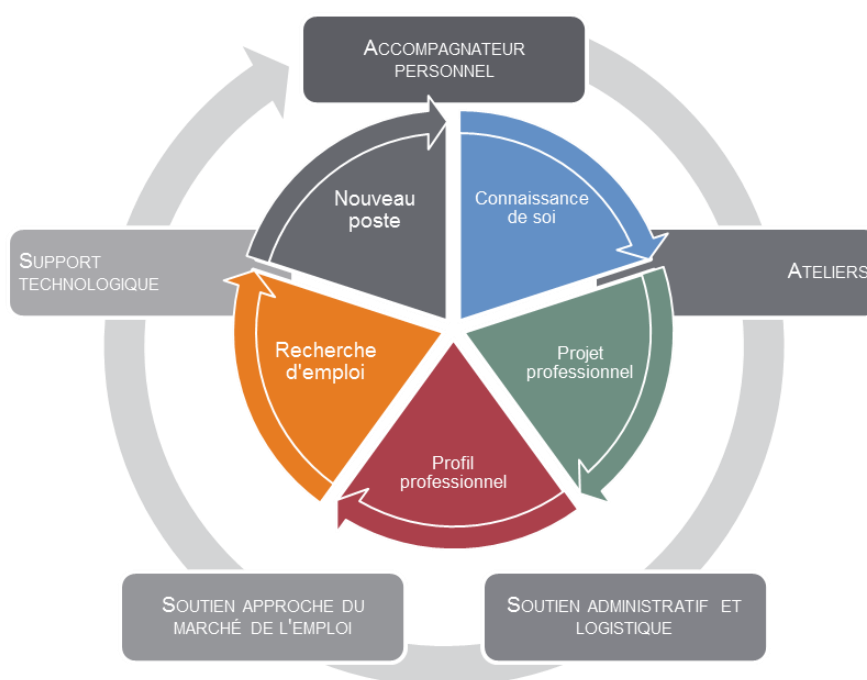 ACCOMPAGNATEUR
PERSONNEL
Nouveau
poste
Connaissance
de soi
SUPPORT
TECHNOLOGIQUE
ATELIERS
Recherche
d'emploi
Projet
professionnel
Profil
professionnel
SOUTIEN APPROCHE DU
MARCHÉ DE L'EMPLOI
SOUTIEN ADMINISTRATIF ET
LOGISTIQUE